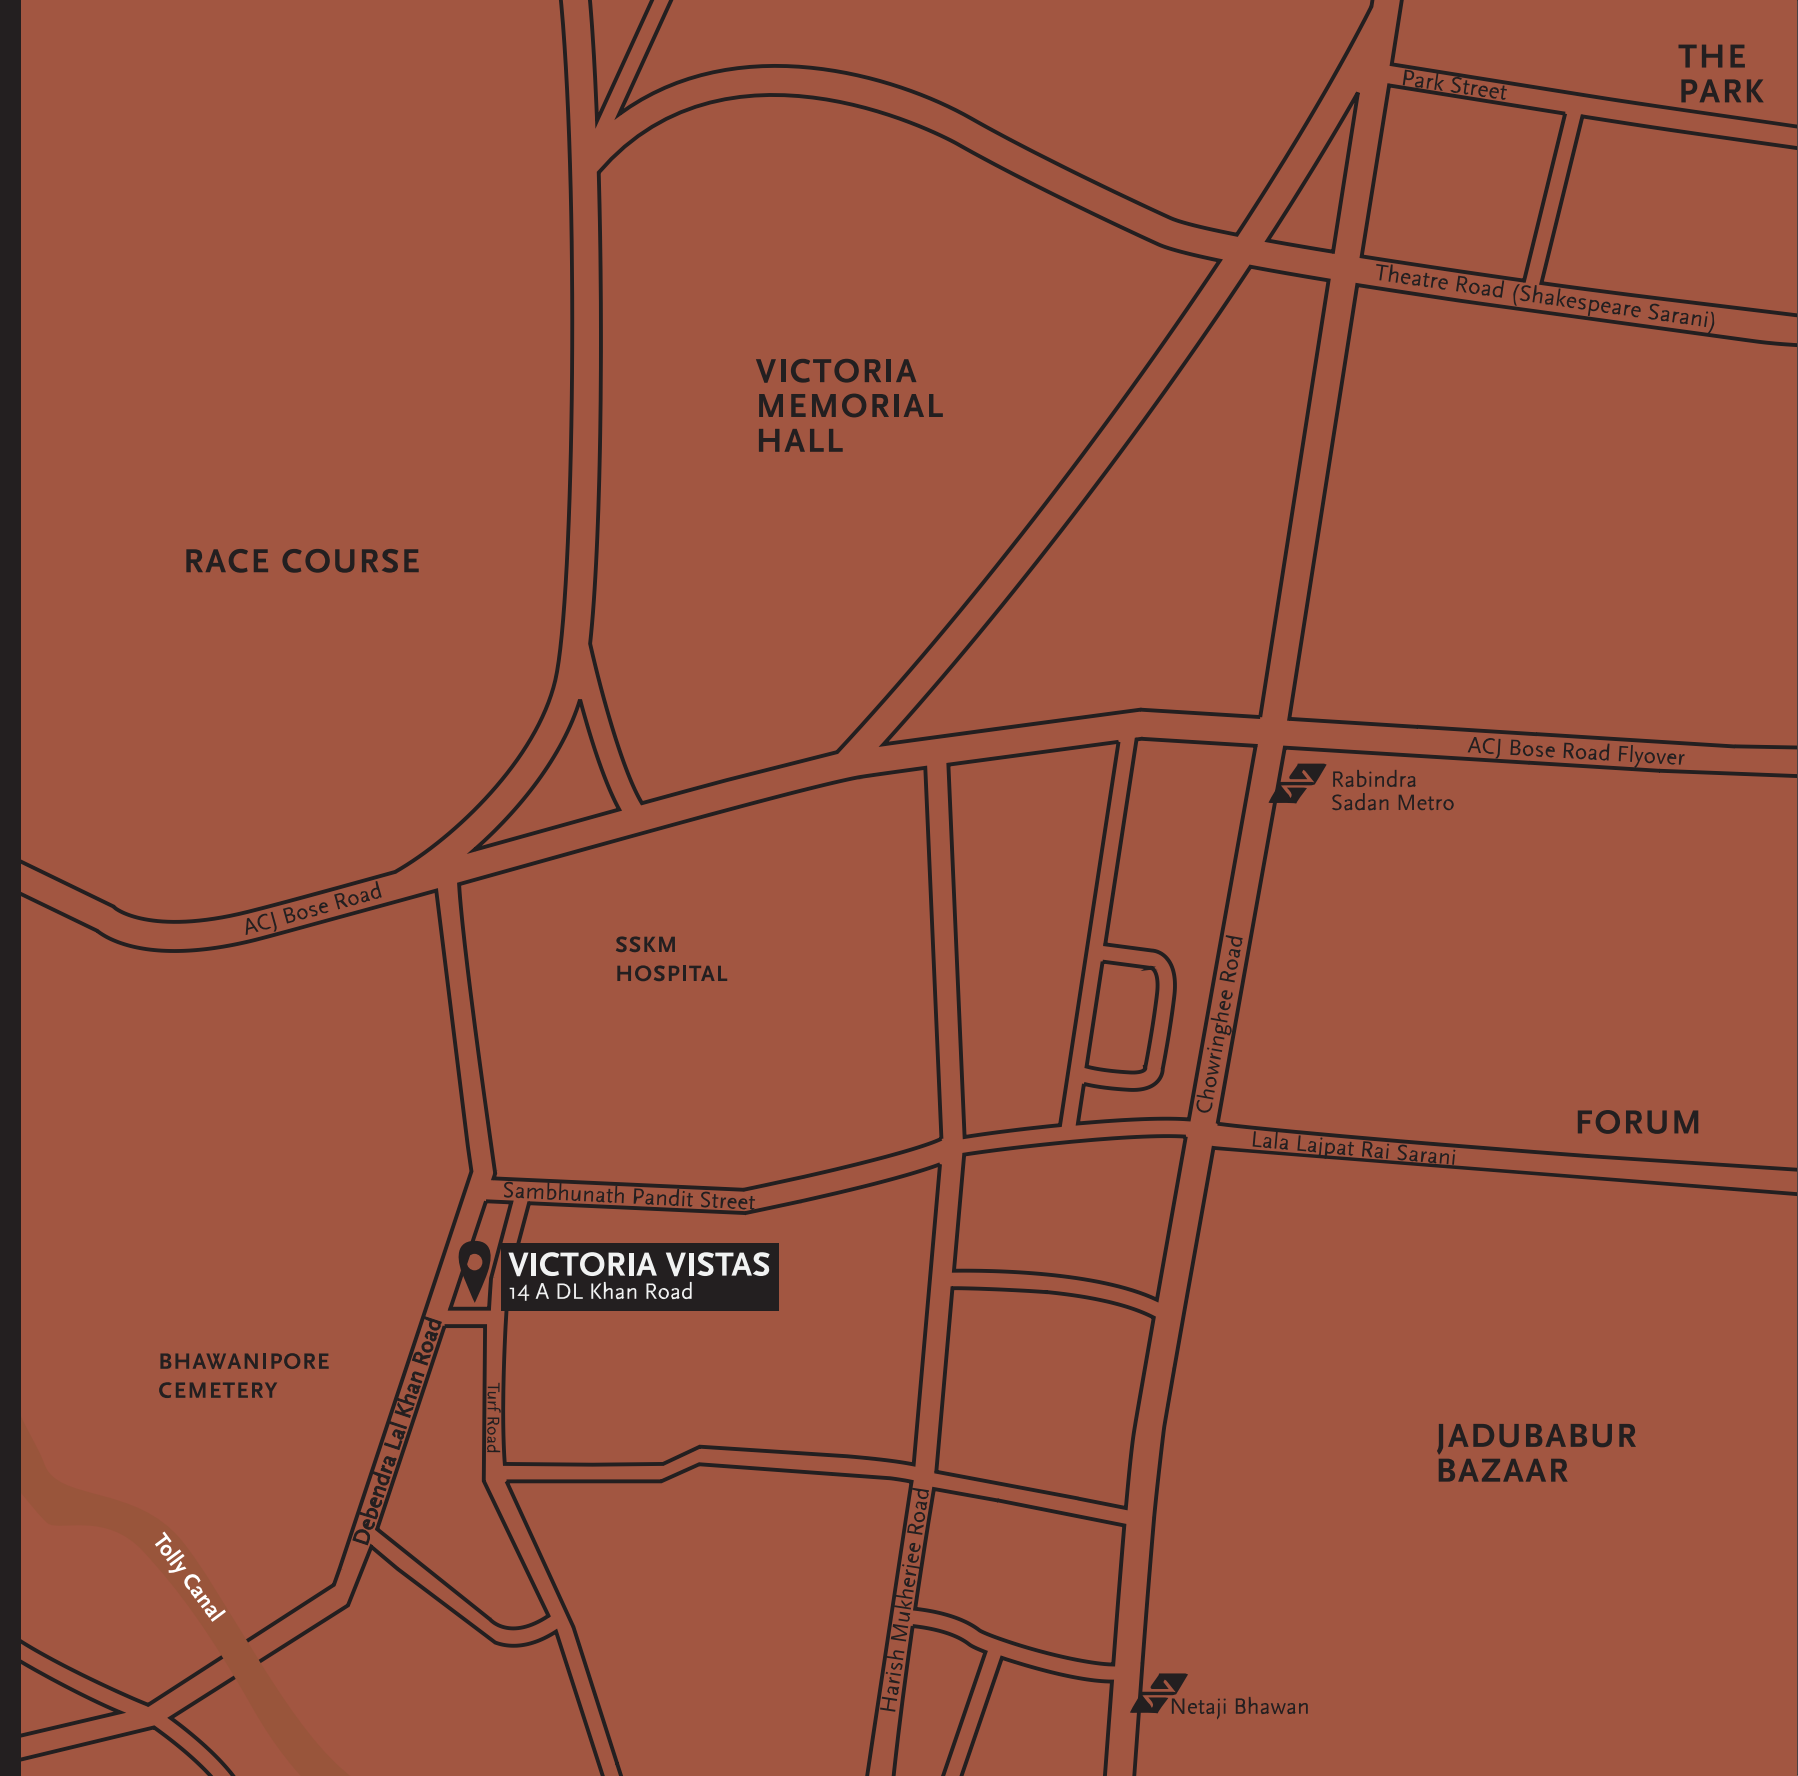 THE
PARK
Park Street
Theatre Road (Shakespeare Sarani)
VICTORIA
MEMORIAL
HALL
RACE COURSE
ACJ Bose Road Flyover
Rabindra
Sadan Metro
ACJ Bose Road
SSKM
HOSPITAL
Chowringhee Road
FORUM
Lala Lajpat Rai Sarani
Sambhunath Pandit Street
VICTORIA VISTAS
14 A DL Khan Road
BHAWANIPORE
CEMETERY
Debendra Lal Khan Road
Turf Road
JADUBABUR
BAZAAR
Harish Mukherjee Road
Tolly Canal
Netaji Bhawan